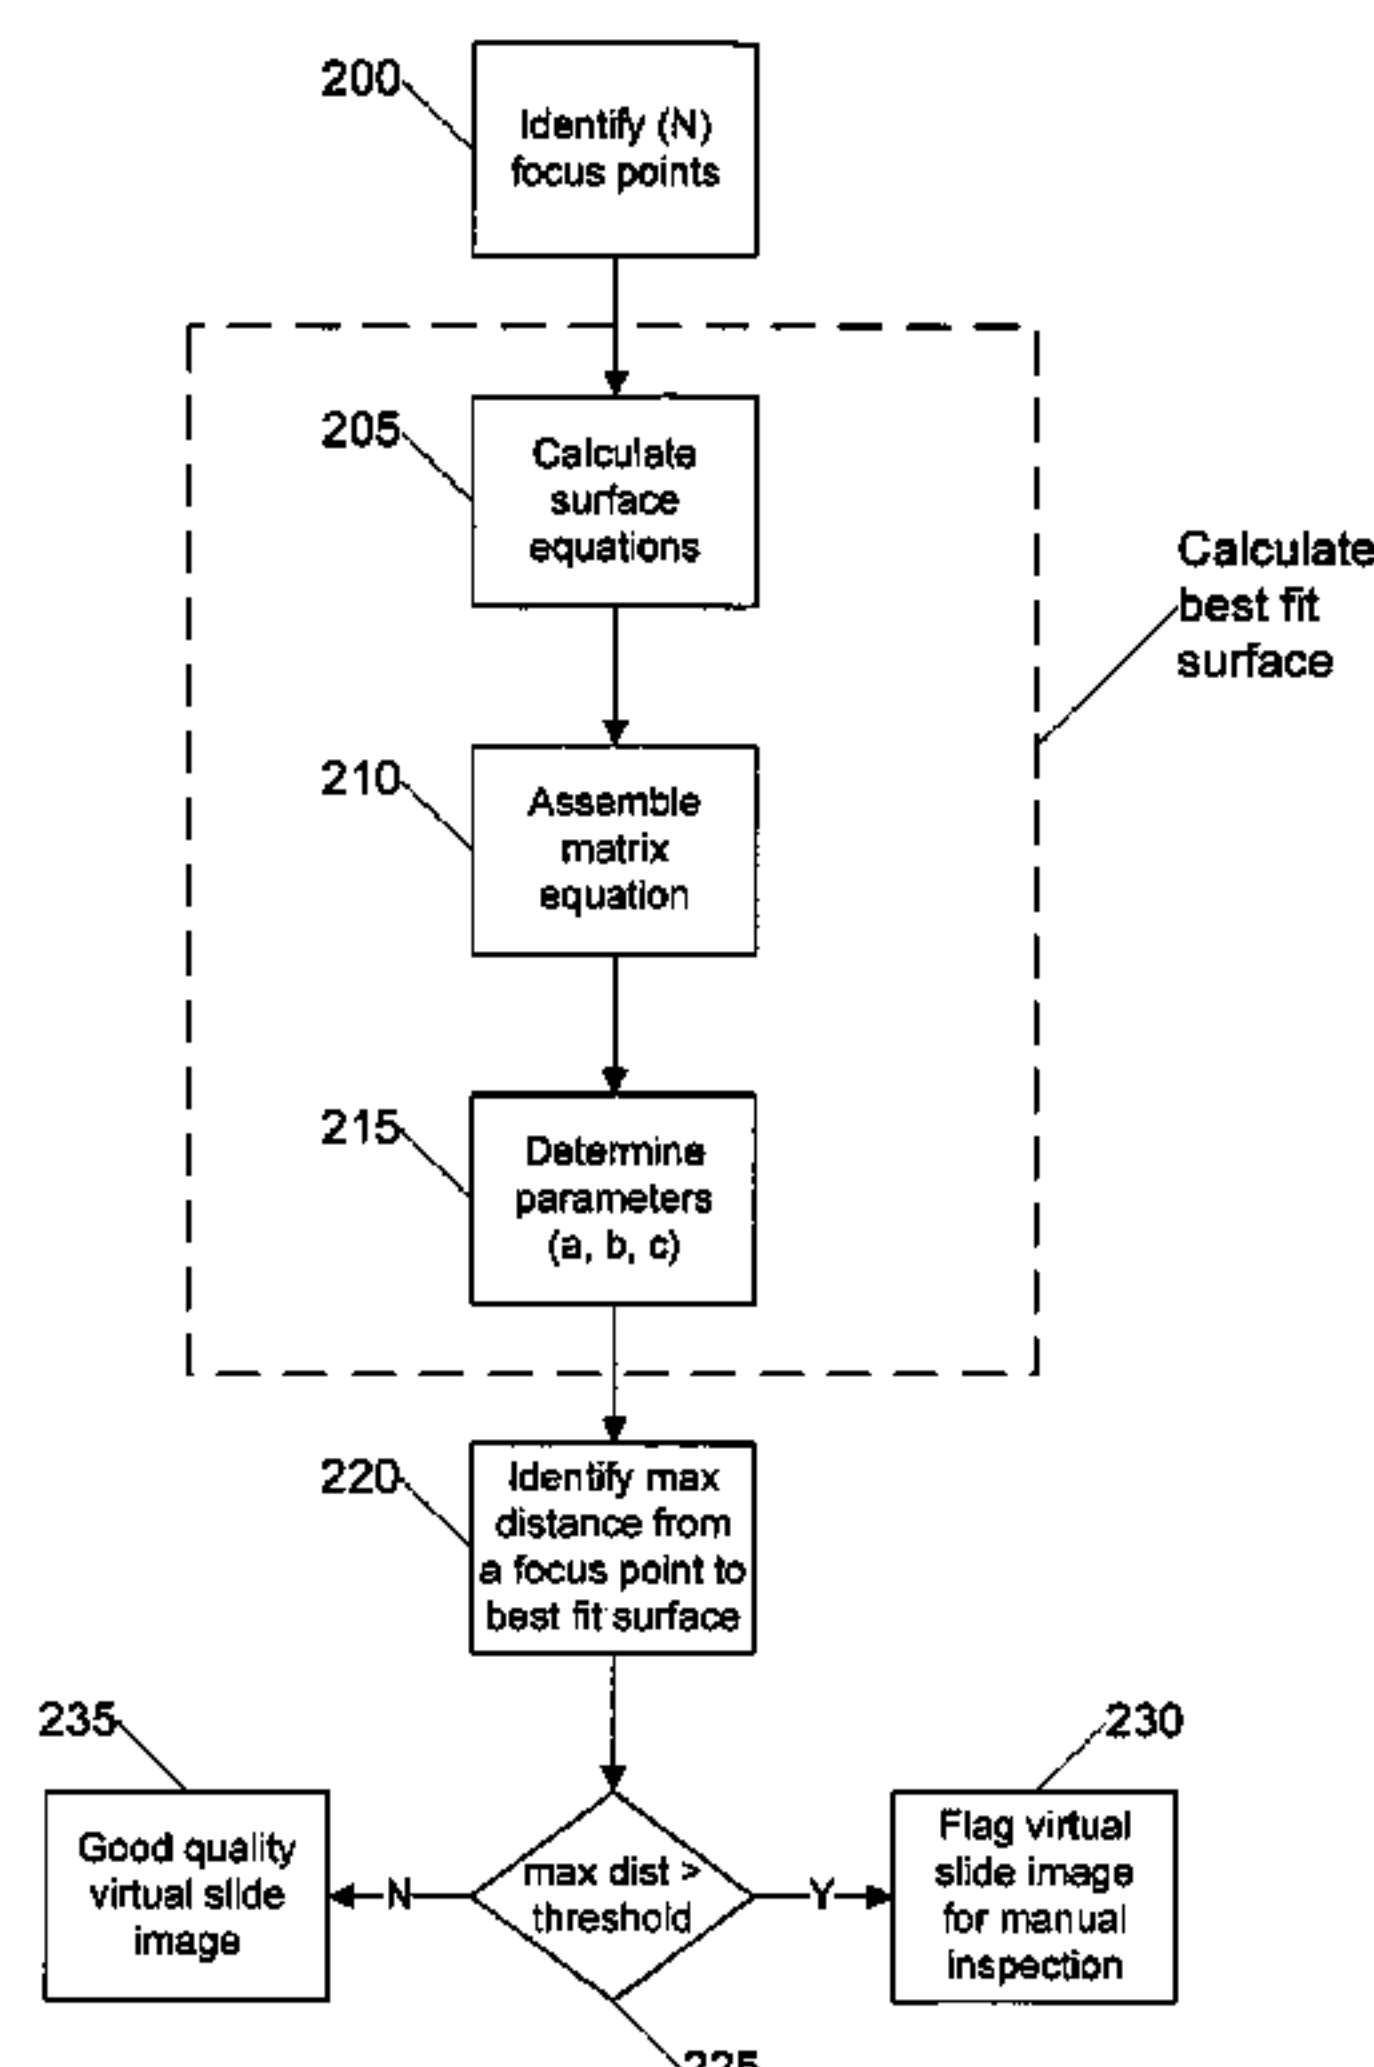 200
Identify (N)
focus points
205
Calculate
surface
equations
Calculate
best fit
surface
210
Assemble
matrix
equation
215
Determine
parameters
(a, b, c)
220
Identify max
distance from
a focus point to
best fit surface
235
230
Good quality
virtual slide
image
N
max dist >
threshold
Y
Flag virtual
slide image
for manual
inspection
225